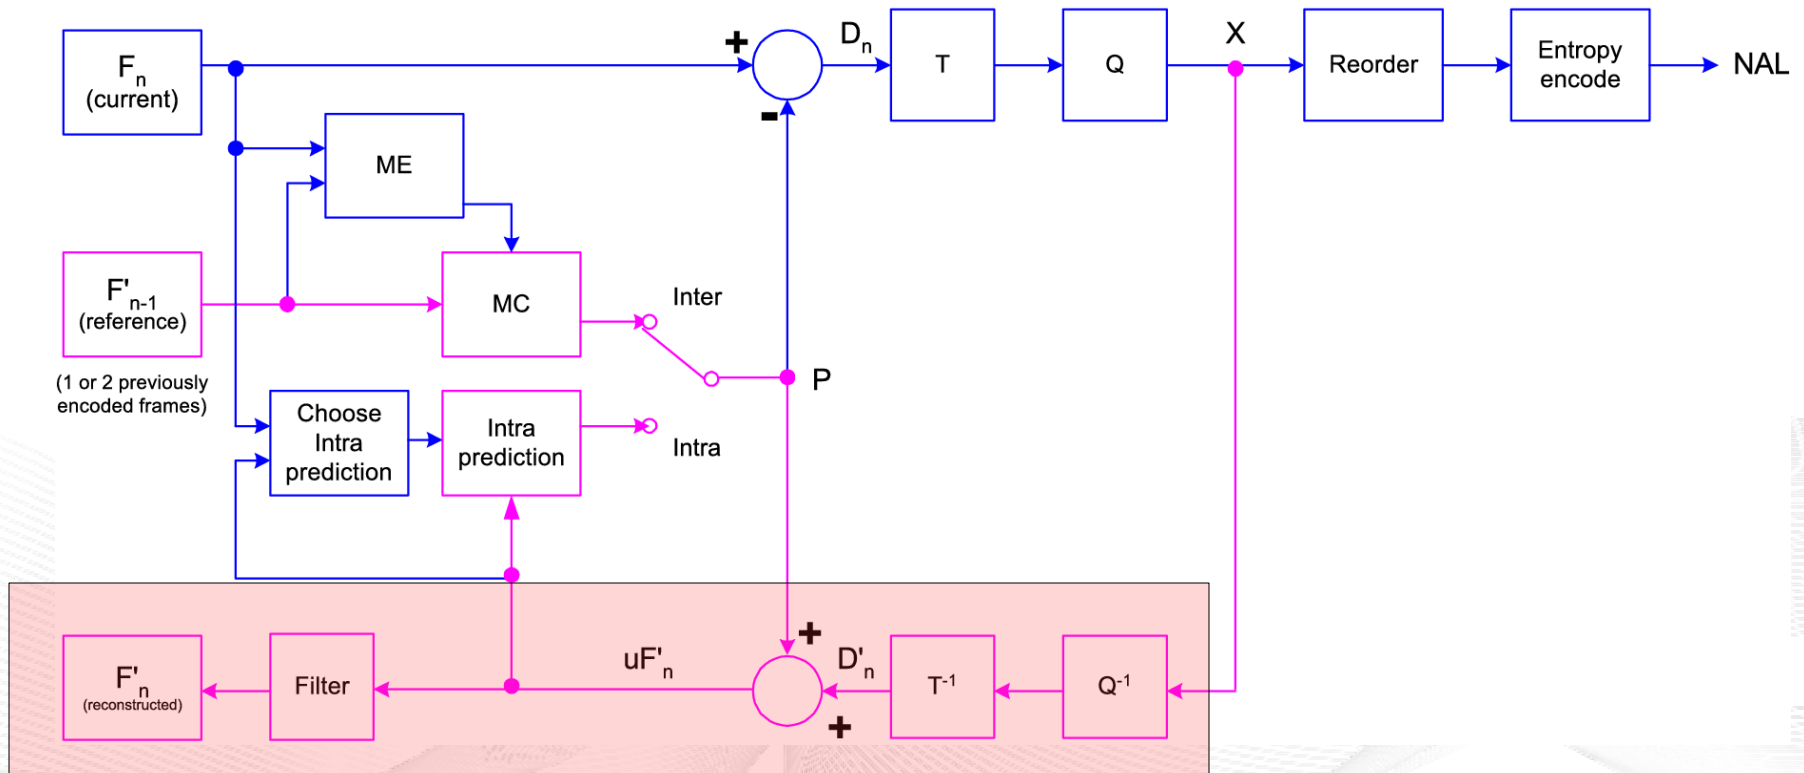 Fn
(current)
+
-
Dn
T
Q
X
Reorder
Entropy
encode
NAL
ME
F'n-1
(reference)
(1 or 2 previously
encoded frames)
MC
Inter
P
Choose
Intra
prediction
Intra
prediction
Intra
F'n
(reconstructed)
Filter
uF'n
+
+
D'n
T-1
Q-1